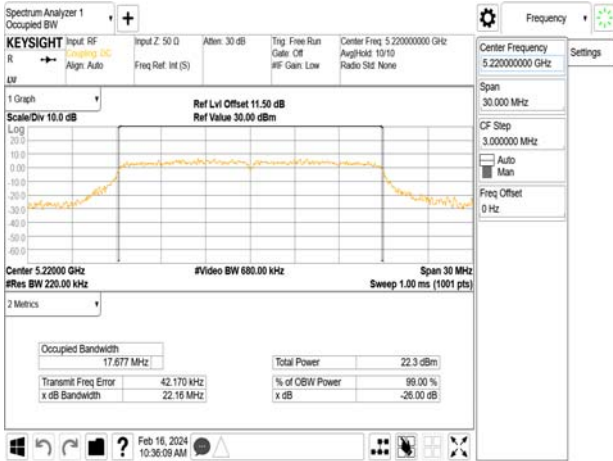 Spectrum Analyzer 1
Occupied BW
+
KEYSIGHT
R
LVI
Input: RF
Coupling: DC
Align: Auto
Input Z: 50 Ω
Freq Ref: Int (S)
Atten: 30 dB
Trig: Free Run
Gate: Off
#IF Gain: Low
Center Freq: 5.220000000 GHz
Avg|Hold: 10/10
Radio Std: None
1 Graph
Scale/Div 10.0 dB
Ref Lvl Offset 11.50 dB
Ref Value 30.00 dBm
Log
20.0
10.0
0.00
-10.0
-20.0
-30.0
-40.0
-50.0
-60.0
Center 5.22000 GHz
#Res BW 220.00 kHz
#Video BW 680.00 kHz
Span 30 MHz
Sweep 1.00 ms (1001 pts)
2 Metrics
Occupied Bandwidth
17.677 MHz
Transmit Freq Error 42.170 kHz
x dB Bandwidth 22.16 MHz
Total Power 22.3 dBm
% of OBW Power 99.00 %
x dB -26.00 dB
?
Feb 16, 2024
10:36:09 AM
Frequency
Center Frequency
5.220000000 GHz
Span
30.000 MHz
CF Step
3.000000 MHz
Auto
Man
Freq Offset
0 Hz
Settings